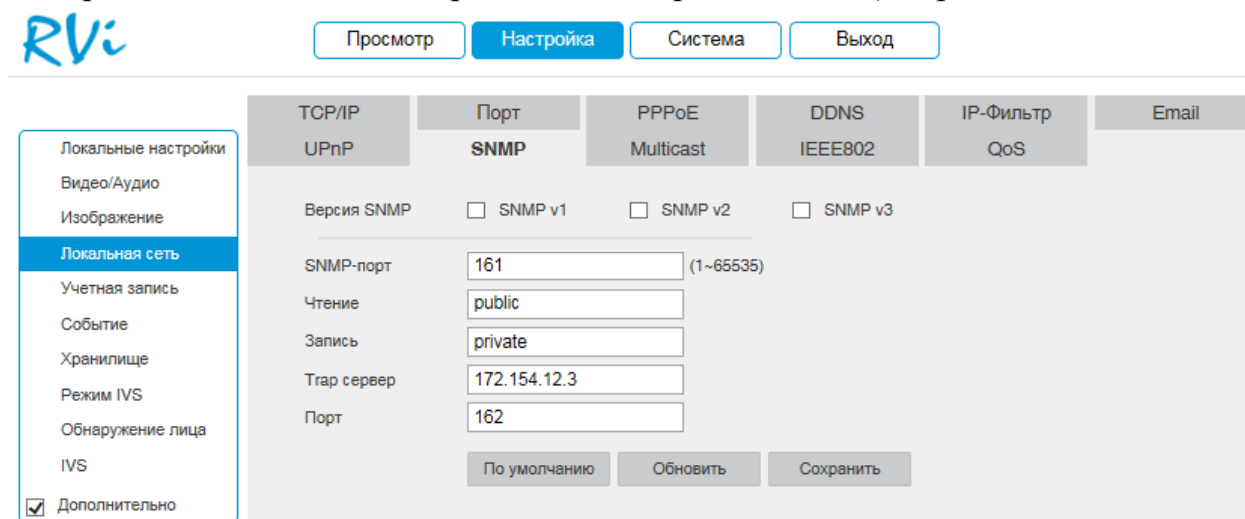 RVi
Просмотр Настройка Система Выход
TCP/IP Порт PPPoE DDNS IP-Фильтр Email
UPnP SNMP Multicast IEEE802 QoS
Локальные настройки
Видео/Аудио
Изображение
Локальная сеть
Учетная запись
Событие
Хранилище
Режим IVS
Обнаружение лица
IVS
Дополнительно
Версия SNMP SNMP v1 SNMP v2 SNMP v3
SNMP-порт 161 (1~65535)
Чтение public
Запись private
Trap сервер 172.154.12.3
Порт 162
По умолчанию Обновить Сохранить